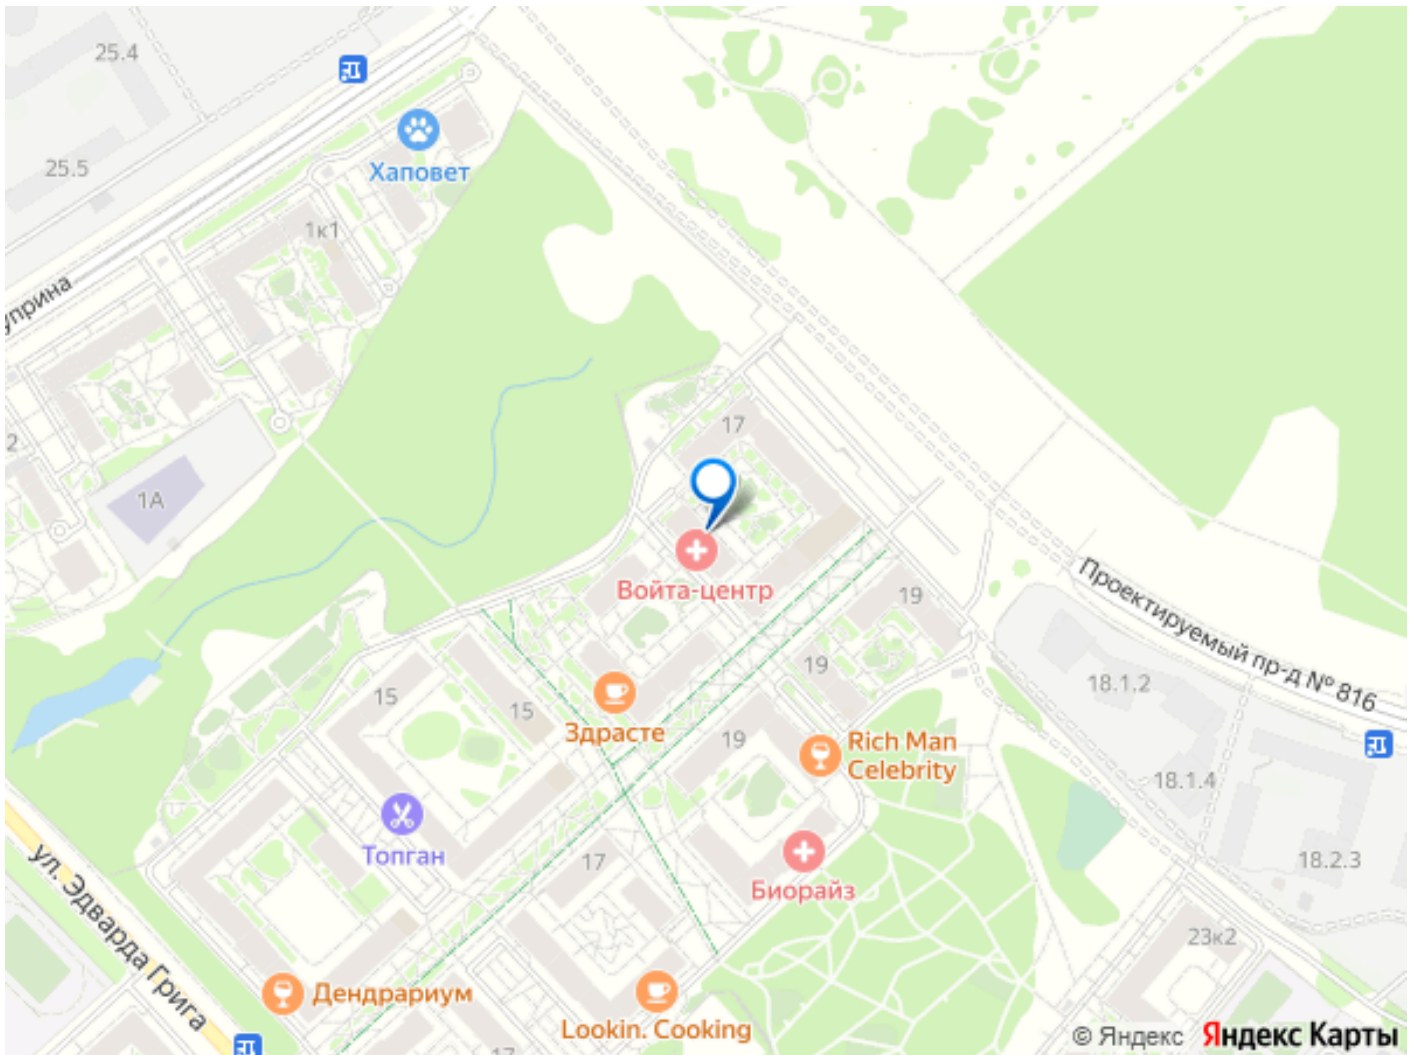 25.4
25.5
Хаповет
1к1
уприна
2
1А
17
Войта-центр
19
19
Проектируемый пр-д № 816
18.1.2
15
15
Здрасте
19
Rich Man
Celebrity
18.1.4
Топган
17
Биорайз
18.2.3
ул. Эдварда Грига
23к2
Дендрариум
Lookin. Cooking
17
© Яндекс Яндекс Карты